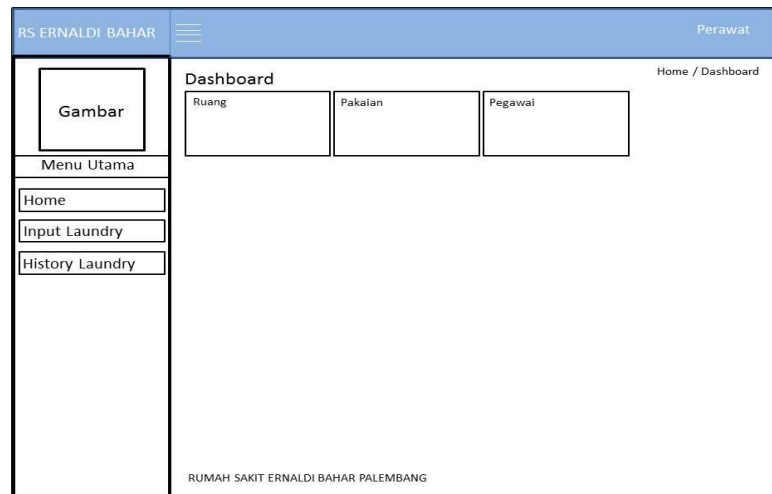 RS ERNALDI BAHAR
Perawat
Gambar
Menu Utama
Home
Input Laundry
History Laundry
Dashboard
Home / Dashboard
Ruang
Pakaian
Pegawai
RUMAH SAKIT ERNALDI BAHAR PALEMBANG